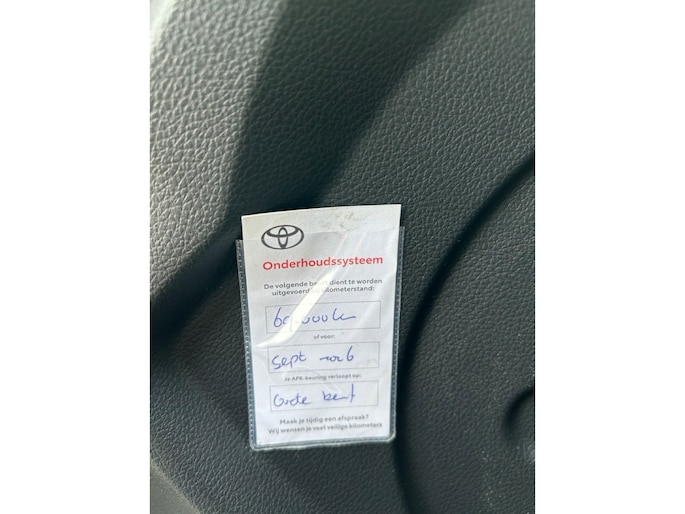 Onderhoudssysteem
De volgende beurt dient te worden
uitgevoerd bij kilometerstand:
of voor:
Sept 2026
Je APK-keuring verloopt op:
Grote beurt
Maak je tijdig een afspraak?
Wij wensen je veel veilige kilometers